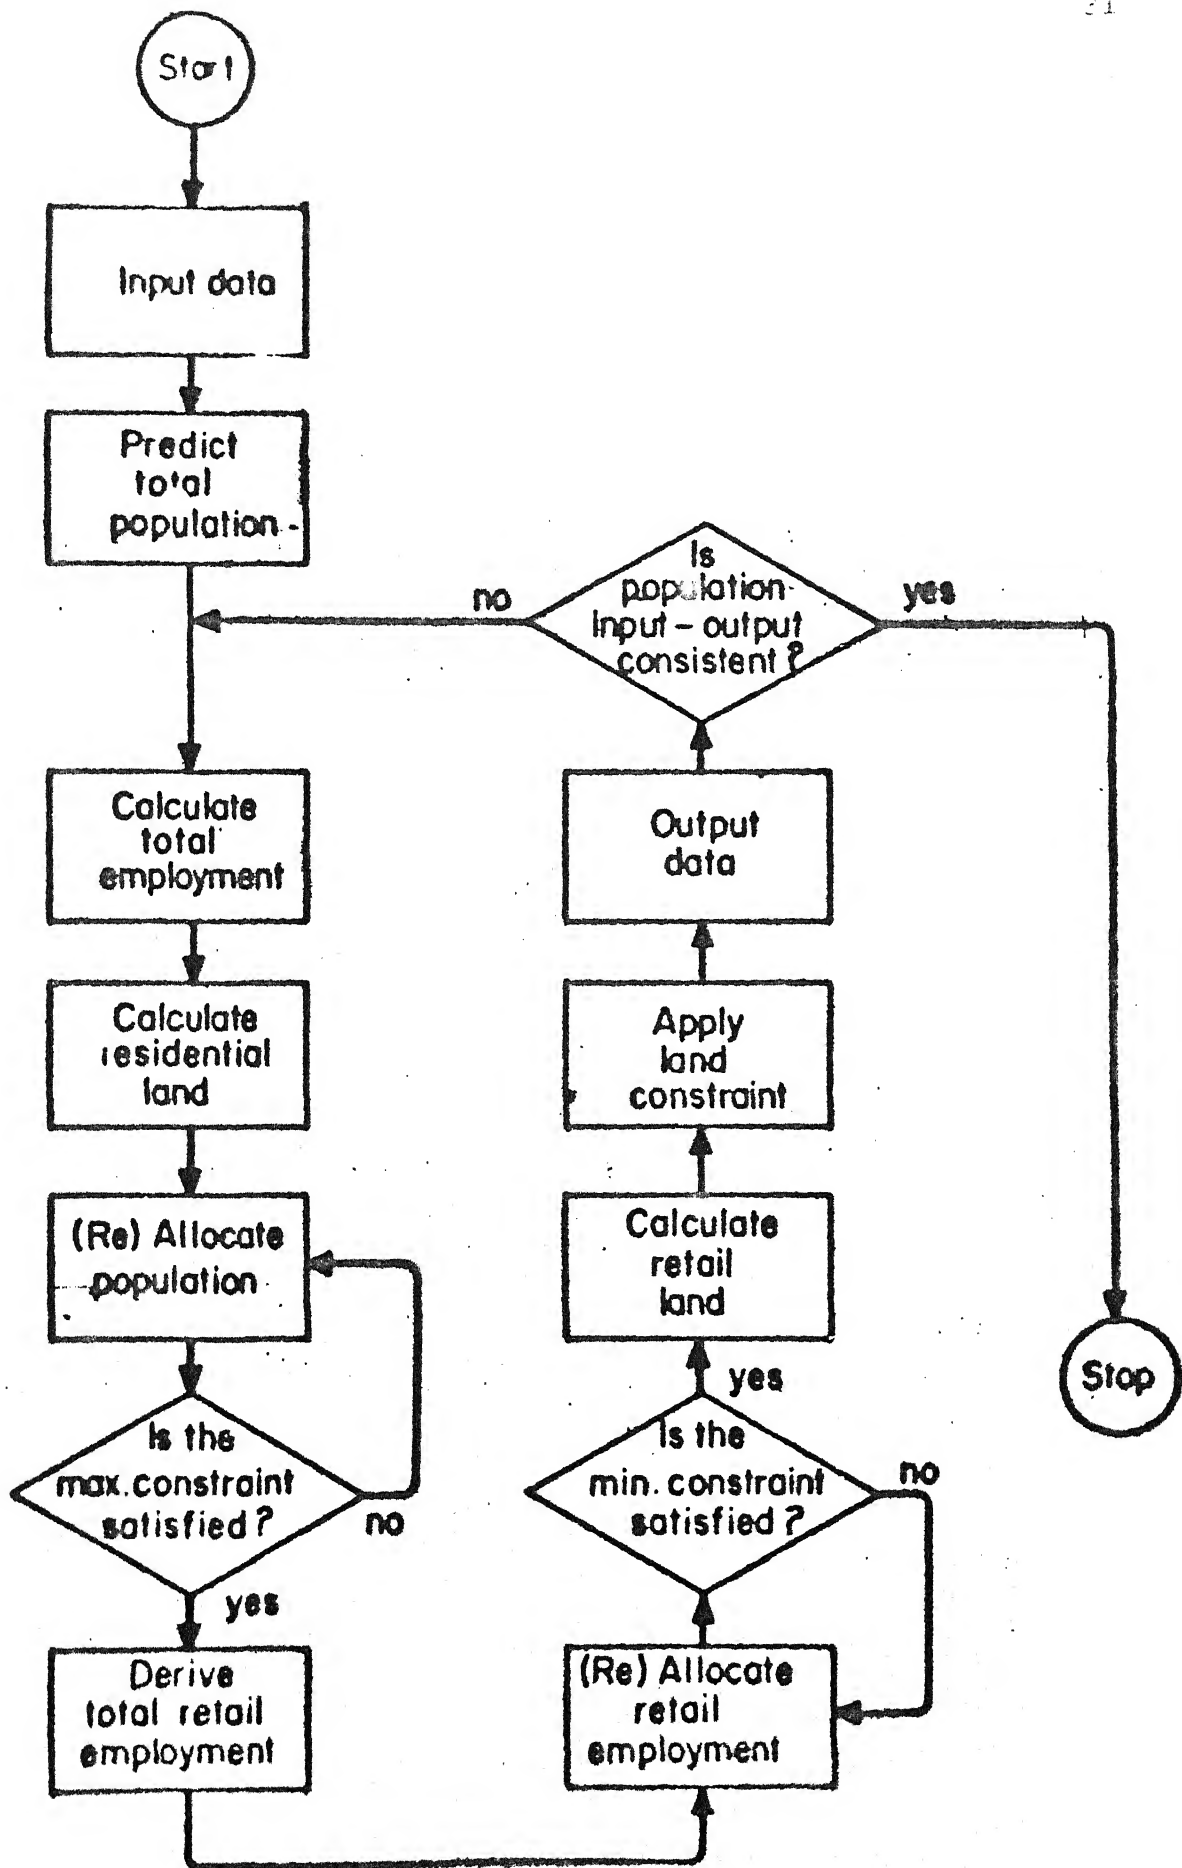 Start
Input data
Predict
total
population
Calculate
total
employment
Calculate
residential
land
(Re) Allocate
population
Is the
max. constraint
satisfied?
no
yes
Derive
total retail
employment
(Re) Allocate
retail
employment
Is the
min. constraint
satisfied?
no
yes
Calculate
retail
land
Apply
land
constraint
Output
data
Is
population
Input - output
consistent?
no
yes
Stop